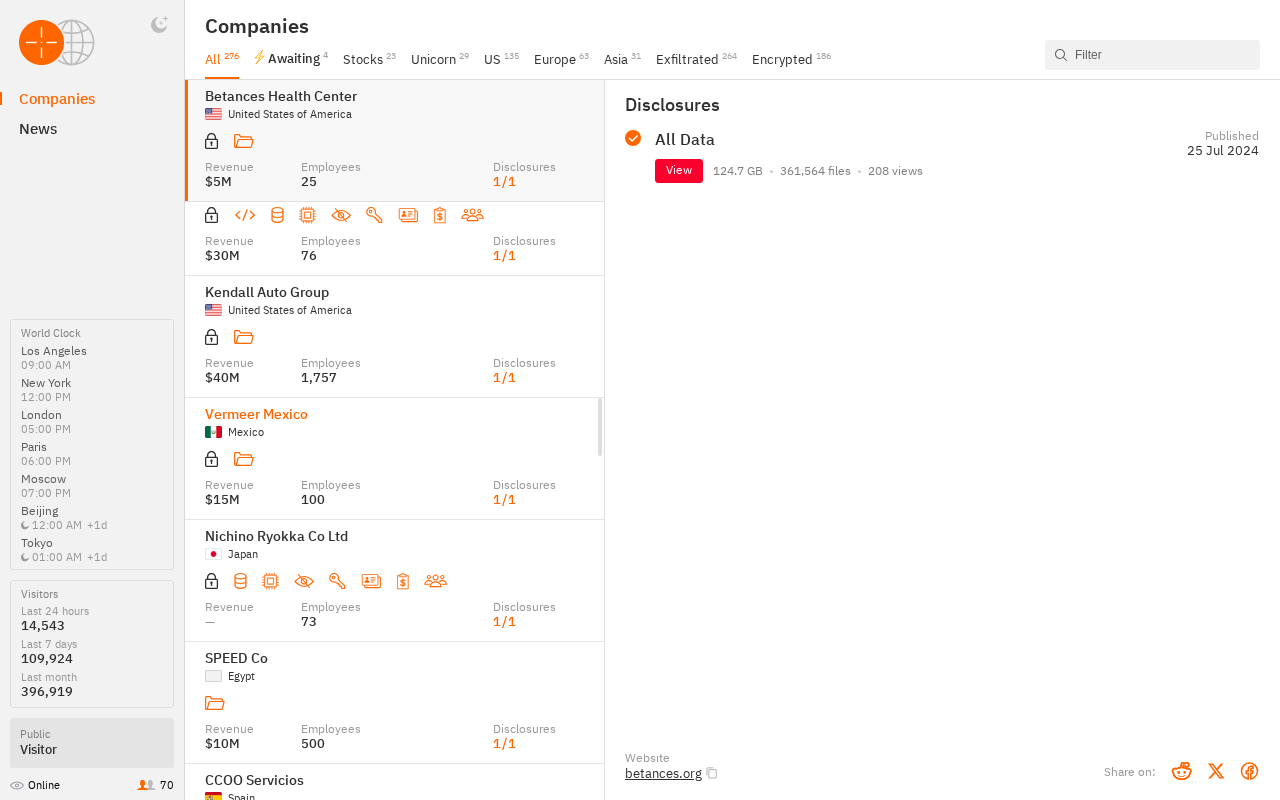 Companies
News
World Clock
Los Angeles
09:00 AM
New York
12:00 PM
London
05:00 PM
Paris
06:00 PM
Moscow
07:00 PM
Beijing
12:00 AM +1d
Tokyo
01:00 AM +1d
Visitors
Last 24 hours
14,543
Last 7 days
109,924
Last month
396,919
Public
Visitor
Online 70
Companies
All 276 Awaiting 4 Stocks 23 Unicorn 29 US 135 Europe 63 Asia 31 Exfiltrated 264 Encrypted 186
Filter
Betances Health Center
United States of America
Revenue Employees Disclosures
$5M 25 1/1
Revenue Employees Disclosures
$30M 76 1/1
Kendall Auto Group
United States of America
Revenue Employees Disclosures
$40M 1,757 1/1
Vermeer Mexico
Mexico
Revenue Employees Disclosures
$15M 100 1/1
Nichino Ryokka Co Ltd
Japan
Revenue Employees Disclosures
— 73 1/1
SPEED Co
Egypt
Revenue Employees Disclosures
$10M 500 1/1
CCOO Servicios
Spain
Disclosures
All Data
Published
25 Jul 2024
View 124.7 GB • 361,564 files • 208 views
Website
betances.org
Share on: